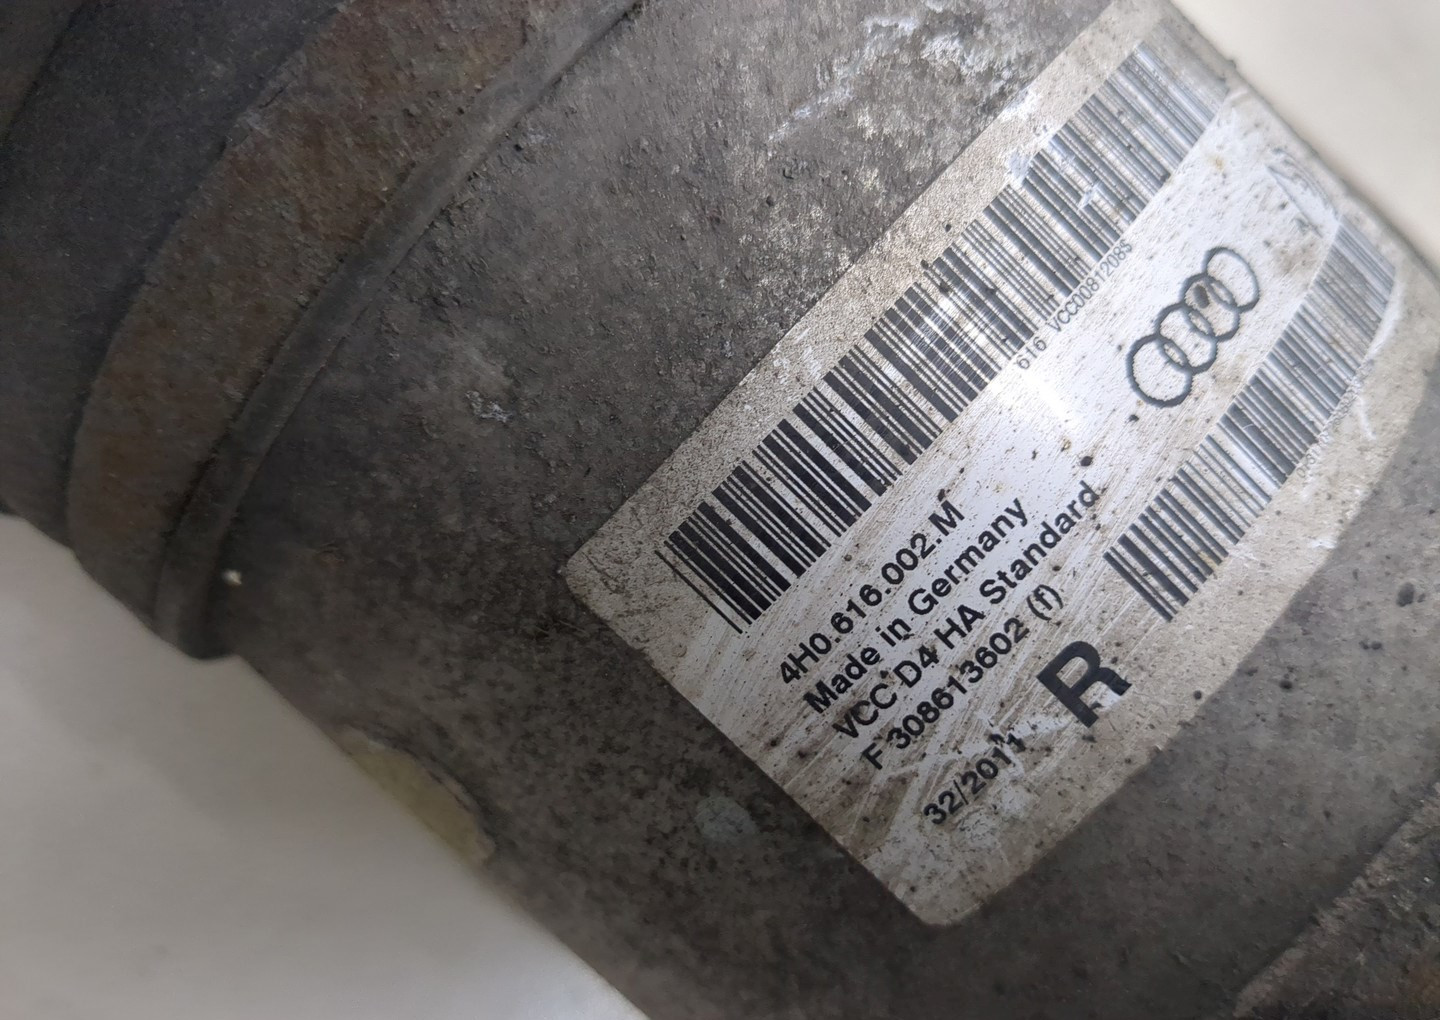 616 VCC00812085
4H0.616.002.M
Made in Germany
VCC D4 HA Standard
F 308613602 (f)
32/2011
R